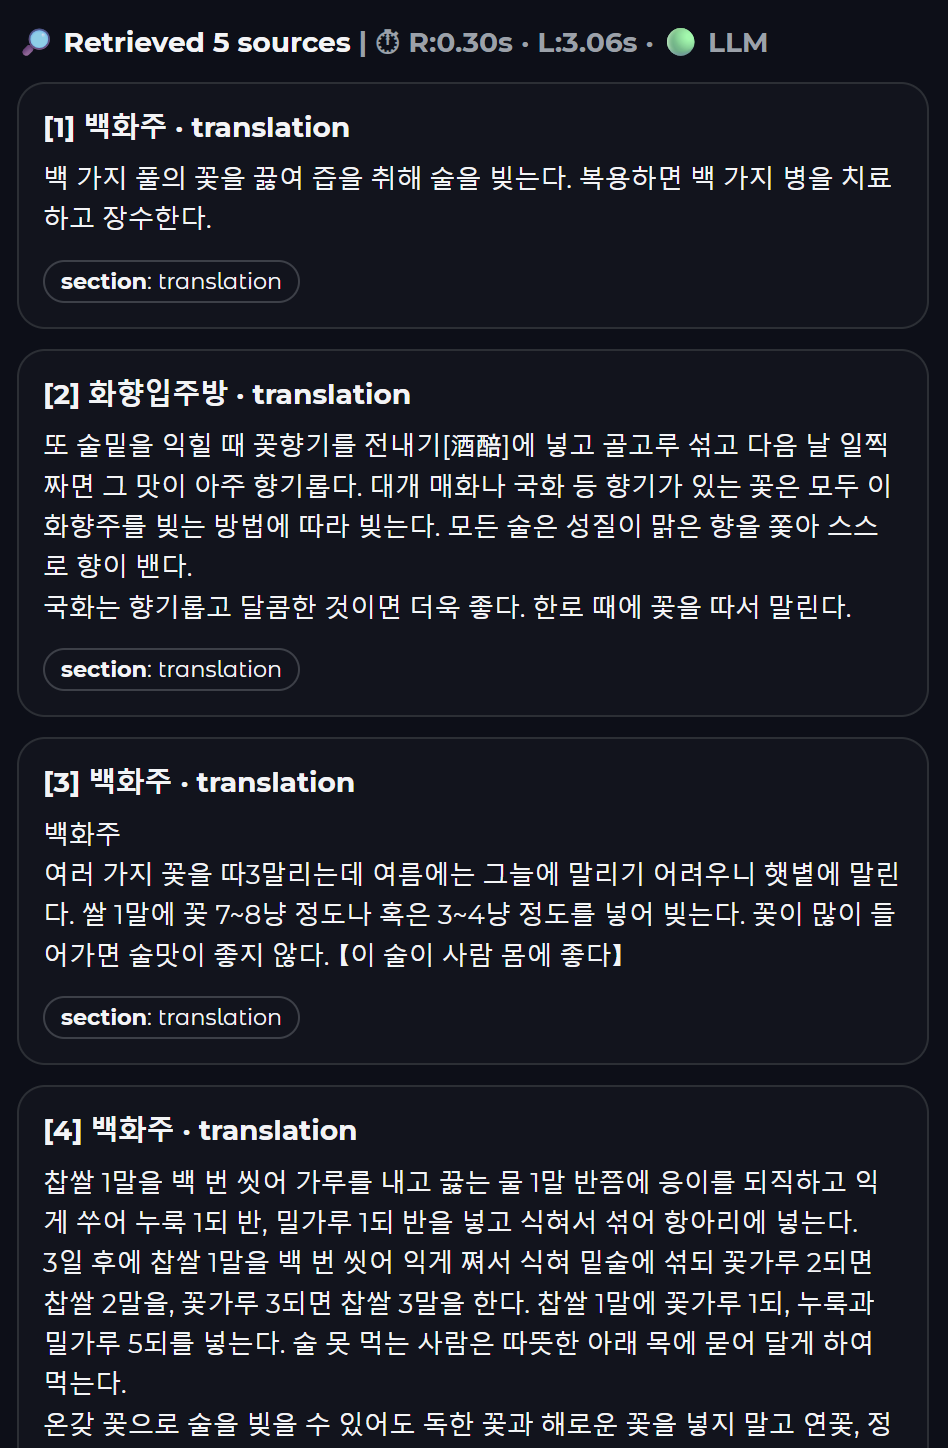 🔎 Retrieved 5 sources | ⏱ R:0.30s · L:3.06s · 🟢 LLM
[1] 백화주 · translation
백 가지 풀의 꽃을 끓여 즙을 취해 술을 빚는다. 복용하면 백 가지 병을 치료
하고 장수한다.
section: translation
[2] 화향입주방 · translation
또 술밑을 익힐 때 꽃향기를 전내기[酒醅]에 넣고 골고루 섞고 다음 날 일찍
짜면 그 맛이 아주 향기롭다. 대개 매화나 국화 등 향기가 있는 꽃은 모두 이
화향주를 빚는 방법에 따라 빚는다. 모든 술은 성질이 맑은 향을 쫓아 스스
로 향이 밴다.
국화는 향기롭고 달콤한 것이면 더욱 좋다. 한로 때에 꽃을 따서 말린다.
section: translation
[3] 백화주 · translation
백화주
여러 가지 꽃을 따3말리는데 여름에는 그늘에 말리기 어려우니 햇볕에 말린
다. 쌀 1말에 꽃 7~8냥 정도나 혹은 3~4냥 정도를 넣어 빚는다. 꽃이 많이 들
어가면 술맛이 좋지 않다.【이 술이 사람 몸에 좋다】
section: translation
[4] 백화주 · translation
찹쌀 1말을 백 번 씻어 가루를 내고 끓는 물 1말 반쯤에 응이를 되직하고 익
게 쑤어 누룩 1되 반, 밀가루 1되 반을 넣고 식혀서 섞어 항아리에 넣는다.
3일 후에 찹쌀 1말을 백 번 씻어 익게 쪄서 식혀 밑술에 섞되 꽃가루 2되면
찹쌀 2말을, 꽃가루 3되면 찹쌀 3말을 한다. 찹쌀 1말에 꽃가루 1되, 누룩과
밀가루 5되를 넣는다. 술 못 먹는 사람은 따뜻한 아래 목에 묻어 달게 하여
먹는다.
온갖 꽃으로 술을 빚을 수 있어도 독한 꽃과 해로운 꽃을 넣지 말고 연꽃, 정